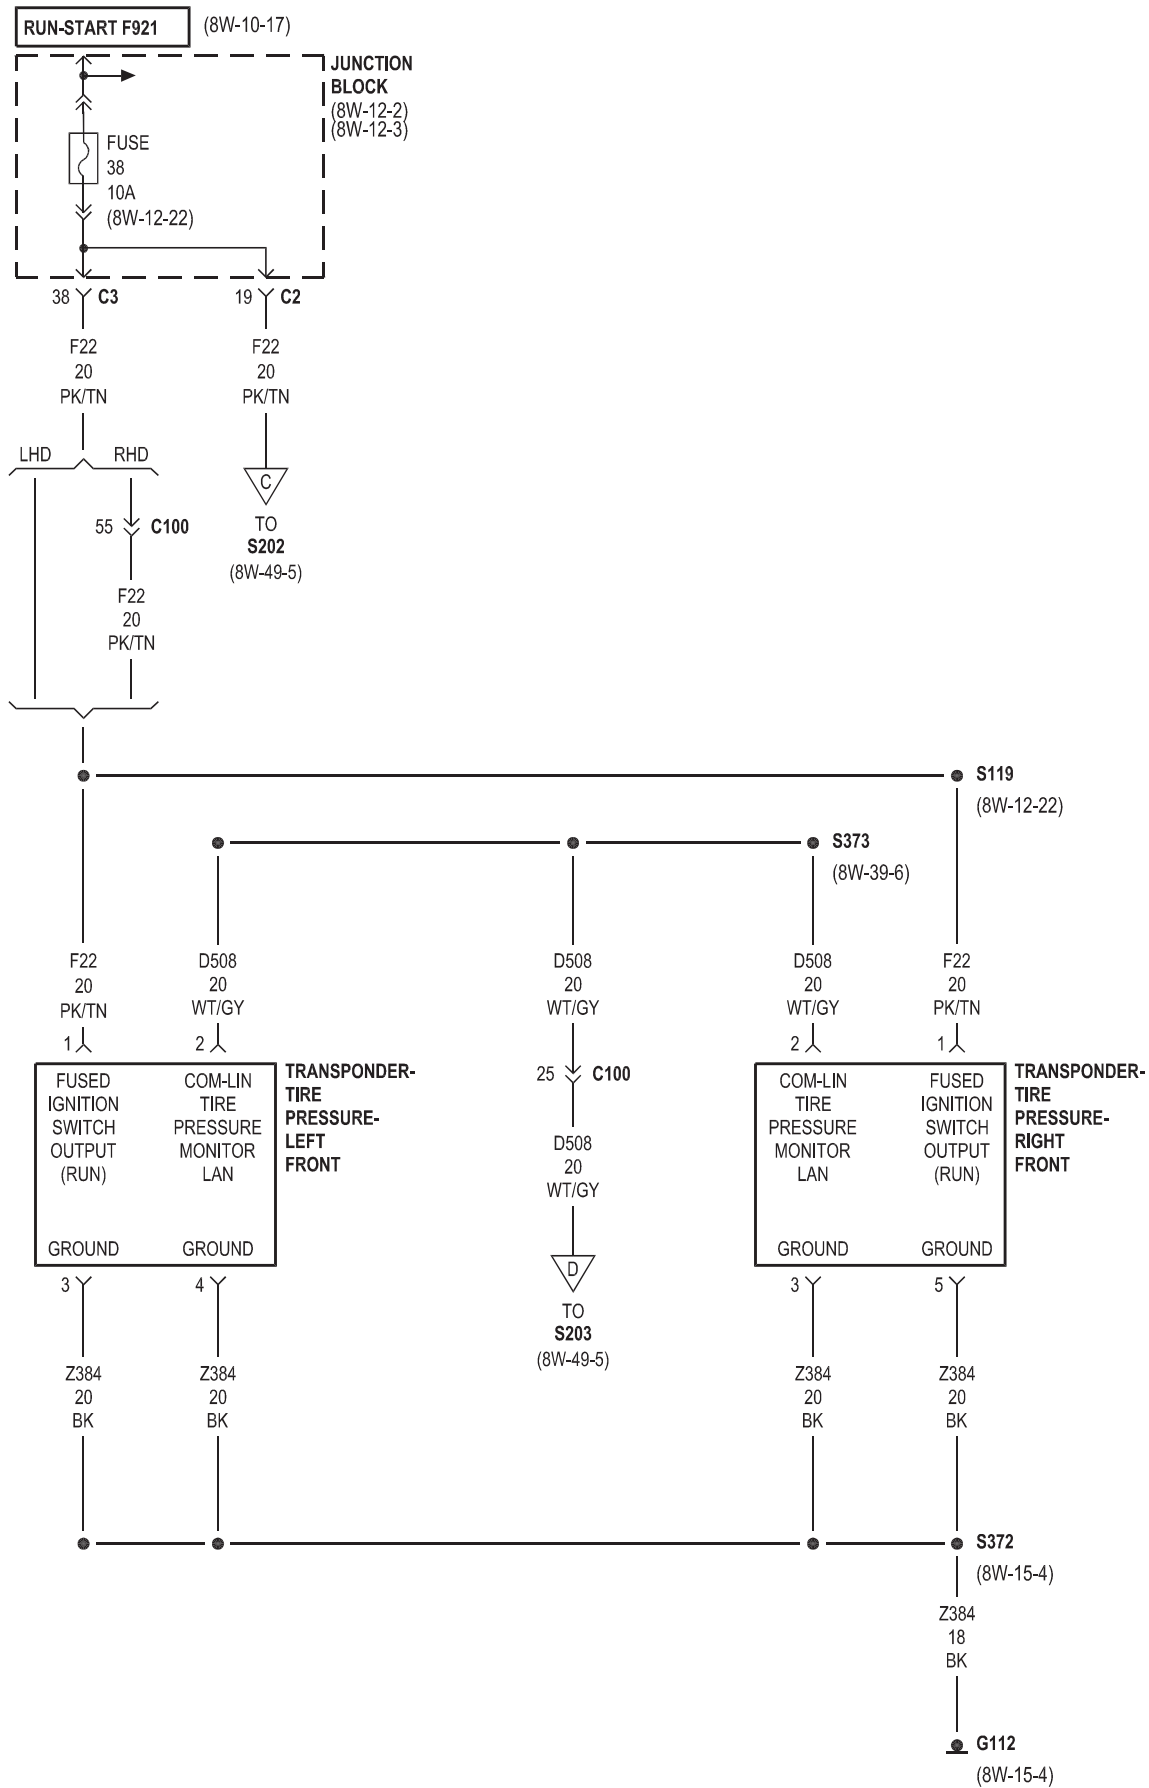 RUN-START F921 (8W-10-17)
JUNCTION
BLOCK
(8W-12-2)
(8W-12-3)
FUSE
38
10A
(8W-12-22)
38 C3 19 C2
F22 F22
20 20
PK/TN PK/TN
LHD RHD
C
55 C100
TO
S202
(8W-49-5)
F22
20
PK/TN
S119
(8W-12-22)
S373
(8W-39-6)
F22 D508 D508 D508 F22
20 20 20 20 20
PK/TN WT/GY WT/GY WT/GY PK/TN
1 2 2 1
FUSED
IGNITION
SWITCH
OUTPUT
(RUN)
COM-LIN
TIRE
PRESSURE
MONITOR
LAN
GROUND GROUND
TRANSPONDER-
TIRE
PRESSURE-
LEFT
FRONT
25 C100
D508
20
WT/GY
D
TO
S203
(8W-49-5)
COM-LIN
TIRE
PRESSURE
MONITOR
LAN
FUSED
IGNITION
SWITCH
OUTPUT
(RUN)
GROUND GROUND
TRANSPONDER-
TIRE
PRESSURE-
RIGHT
FRONT
3 4 3 5
Z384 Z384 Z384 Z384
20 20 20 20
BK BK BK BK
S372
(8W-15-4)
Z384
18
BK
G112
(8W-15-4)